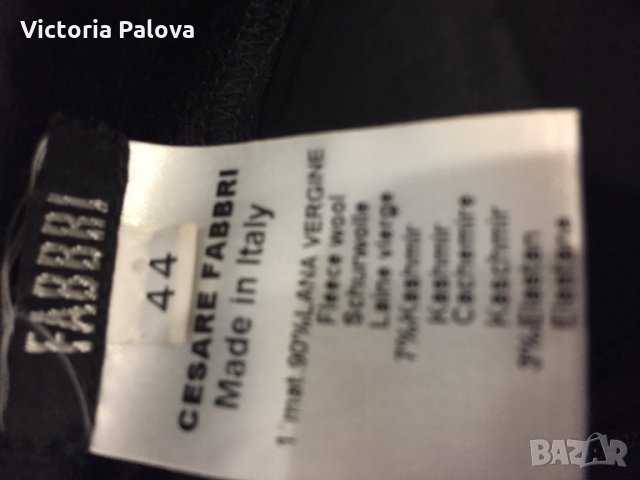 Victoria Palova
FABBRI
44
CESARE FABBRI
Made in Italy
1°mat.90%LANA VERGINE
Fleece wool
Schurwolle
Laine vierge
7%Kashmir
Kashmir
Cachemire
Kaschmir
3%Elastan
Elastane
BAZAR